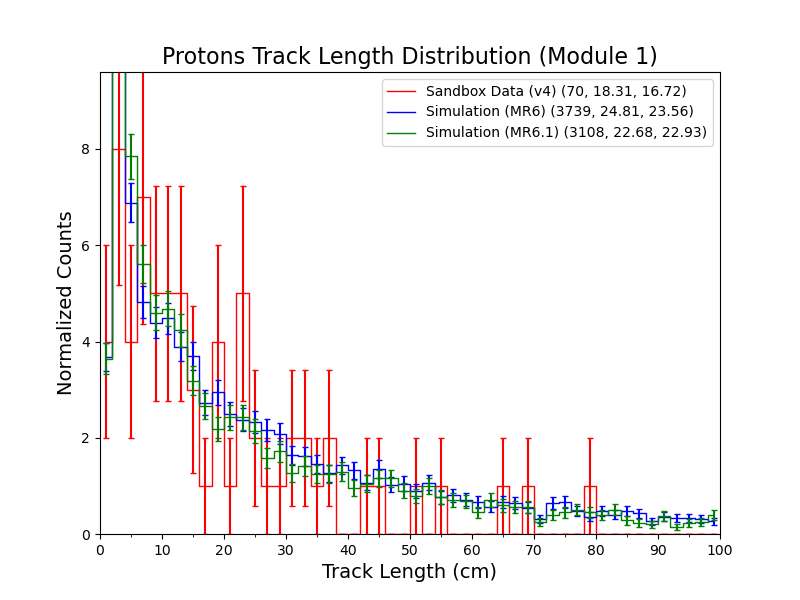 Protons Track Length Distribution (Module 1)
Sandbox Data (v4) (70, 18.31, 16.72)
Simulation (MR6) (3739, 24.81, 23.56)
Simulation (MR6.1) (3108, 22.68, 22.93)
Normalized Counts
8
6
4
2
0
0 10 20 30 40 50 60 70 80 90 100
Track Length (cm)